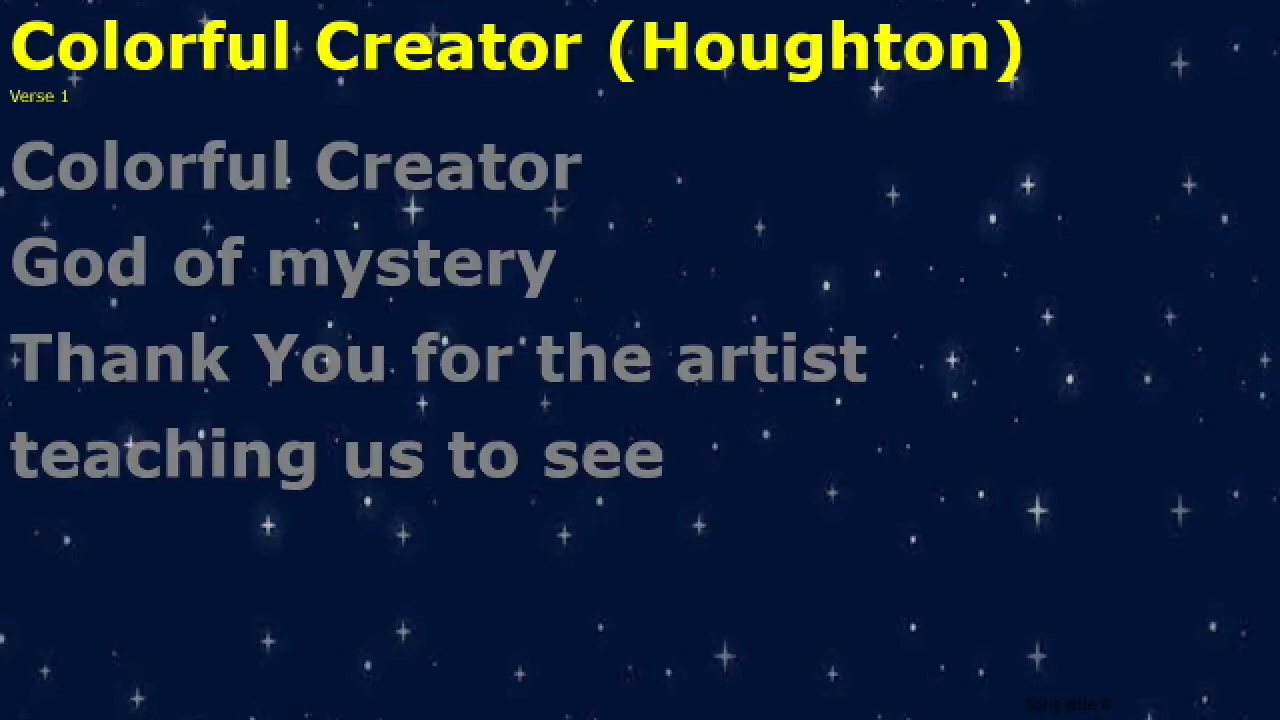 Colorful Creator (Houghton)
Verse 1
Colorful Creator
God of mystery
Thank You for the artist
teaching us to see